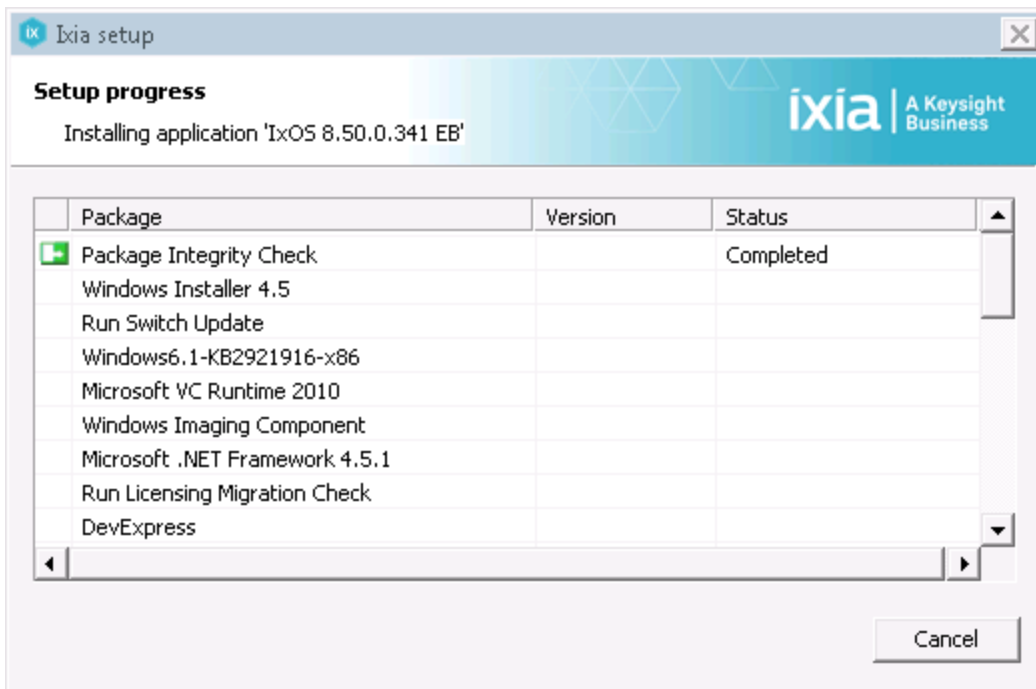 Ixia setup
Setup progress
Installing application 'IxOS 8.50.0.341 EB'
ixia | A Keysight
Business
Package Version Status
Package Integrity Check Completed
Windows Installer 4.5
Run Switch Update
Windows6.1-KB2921916-x86
Microsoft VC Runtime 2010
Windows Imaging Component
Microsoft .NET Framework 4.5.1
Run Licensing Migration Check
DevExpress
Cancel